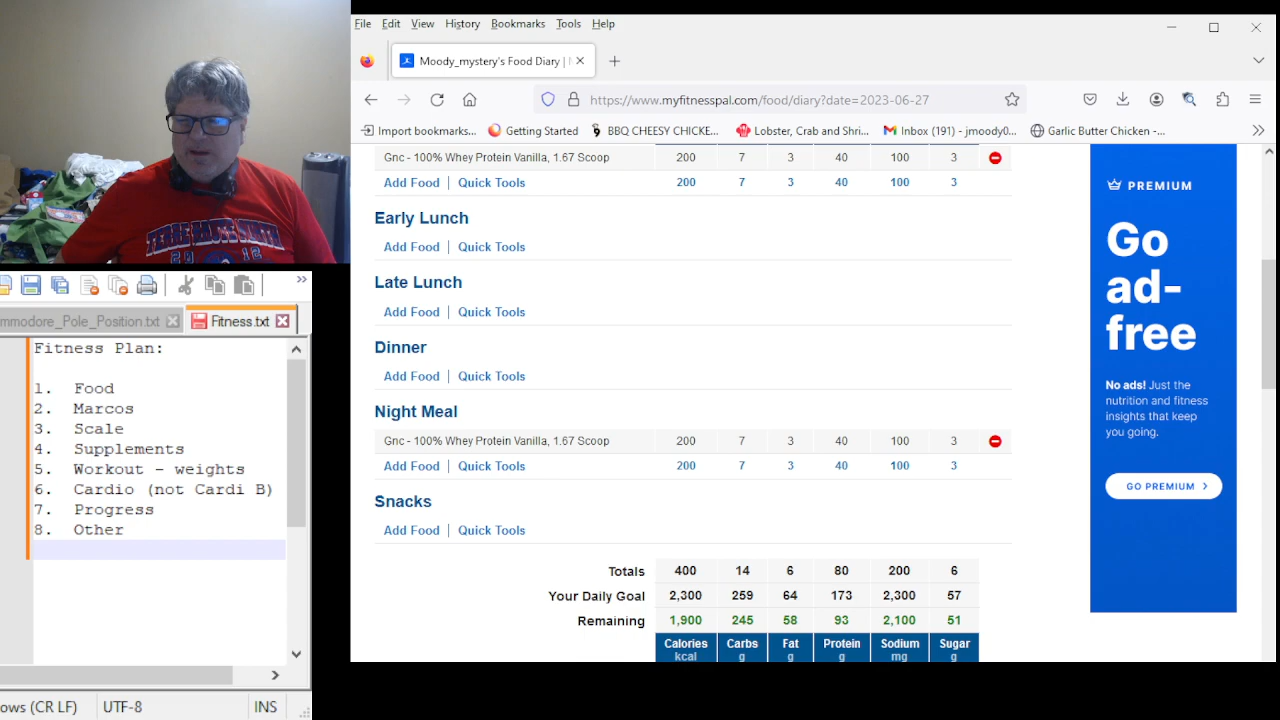 TERRE HAUTE NORTH
2012
mmodore_Pole_Position.txt
Fitness.txt
Fitness Plan:
1. Food
2. Marcos
3. Scale
4. Supplements
5. Workout - weights
6. Cardio (not Cardi B)
7. Progress
8. Other
ows (CR LF) UTF-8 INS
File Edit View History Bookmarks Tools Help
Moody_mystery's Food Diary |
https://www.myfitnesspal.com/food/diary?date=2023-06-27
Import bookmarks... Getting Started BBQ CHEESY CHICKE... Lobster, Crab and Shri... Inbox (191) - jmoody0... Garlic Butter Chicken -...
Gnc - 100% Whey Protein Vanilla, 1.67 Scoop 200 7 3 40 100 3
Add Food | Quick Tools 200 7 3 40 100 3
Early Lunch
Add Food | Quick Tools
Late Lunch
Add Food | Quick Tools
Dinner
Add Food | Quick Tools
Night Meal
Gnc - 100% Whey Protein Vanilla, 1.67 Scoop 200 7 3 40 100 3
Add Food | Quick Tools 200 7 3 40 100 3
Snacks
Add Food | Quick Tools
Totals 400 14 6 80 200 6
Your Daily Goal 2,300 259 64 173 2,300 57
Remaining 1,900 245 58 93 2,100 51
Calories Carbs Fat Protein Sodium Sugar
kcal g g g mg g
PREMIUM
Go
ad-
free
No ads! Just the
nutrition and fitness
insights that keep
you going.
GO PREMIUM